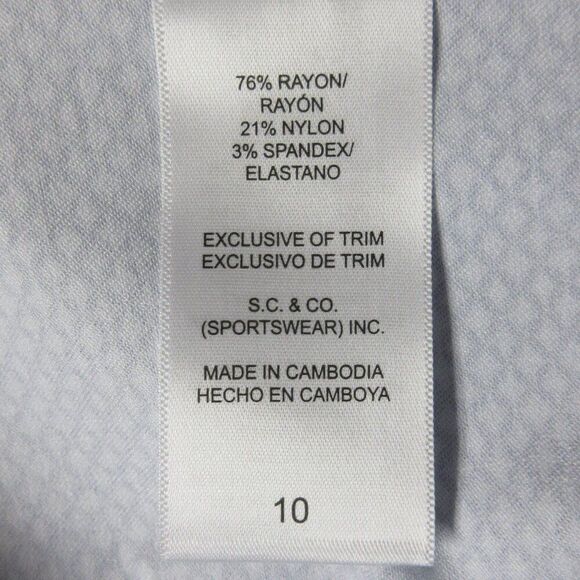 76% RAYON/
RAYÓN
21% NYLON
3% SPANDEX/
ELASTANO
EXCLUSIVE OF TRIM
EXCLUSIVO DE TRIM
S.C. & CO.
(SPORTSWEAR) INC.
MADE IN CAMBODIA
HECHO EN CAMBOYA
10